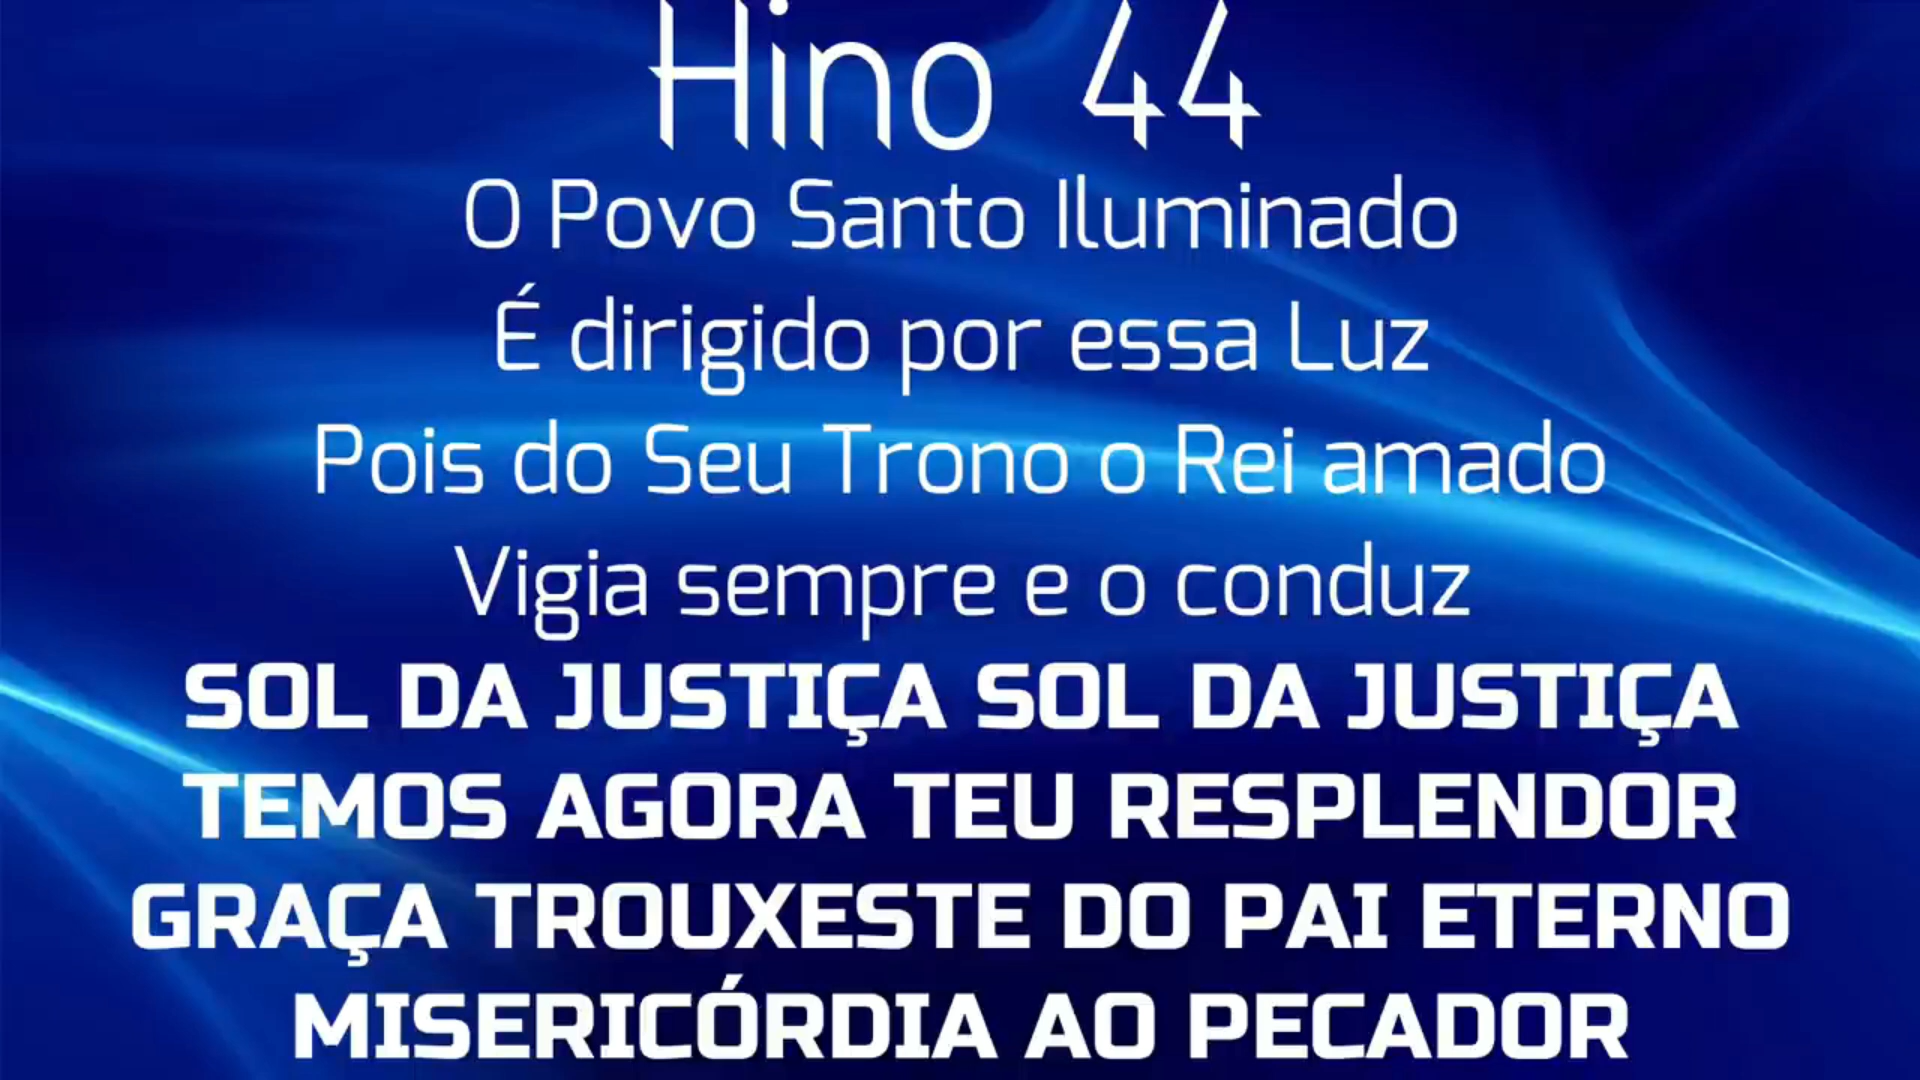 Hino 44
O Povo Santo Iluminado
É dirigido por essa Luz
Pois do Seu Trono o Rei amado
Vigia sempre e o conduz
SOL DA JUSTIÇA SOL DA JUSTIÇA
TEMOS AGORA TEU RESPLENDOR
GRAÇA TROUXESTE DO PAI ETERNO
MISERICÓRDIA AO PECADOR